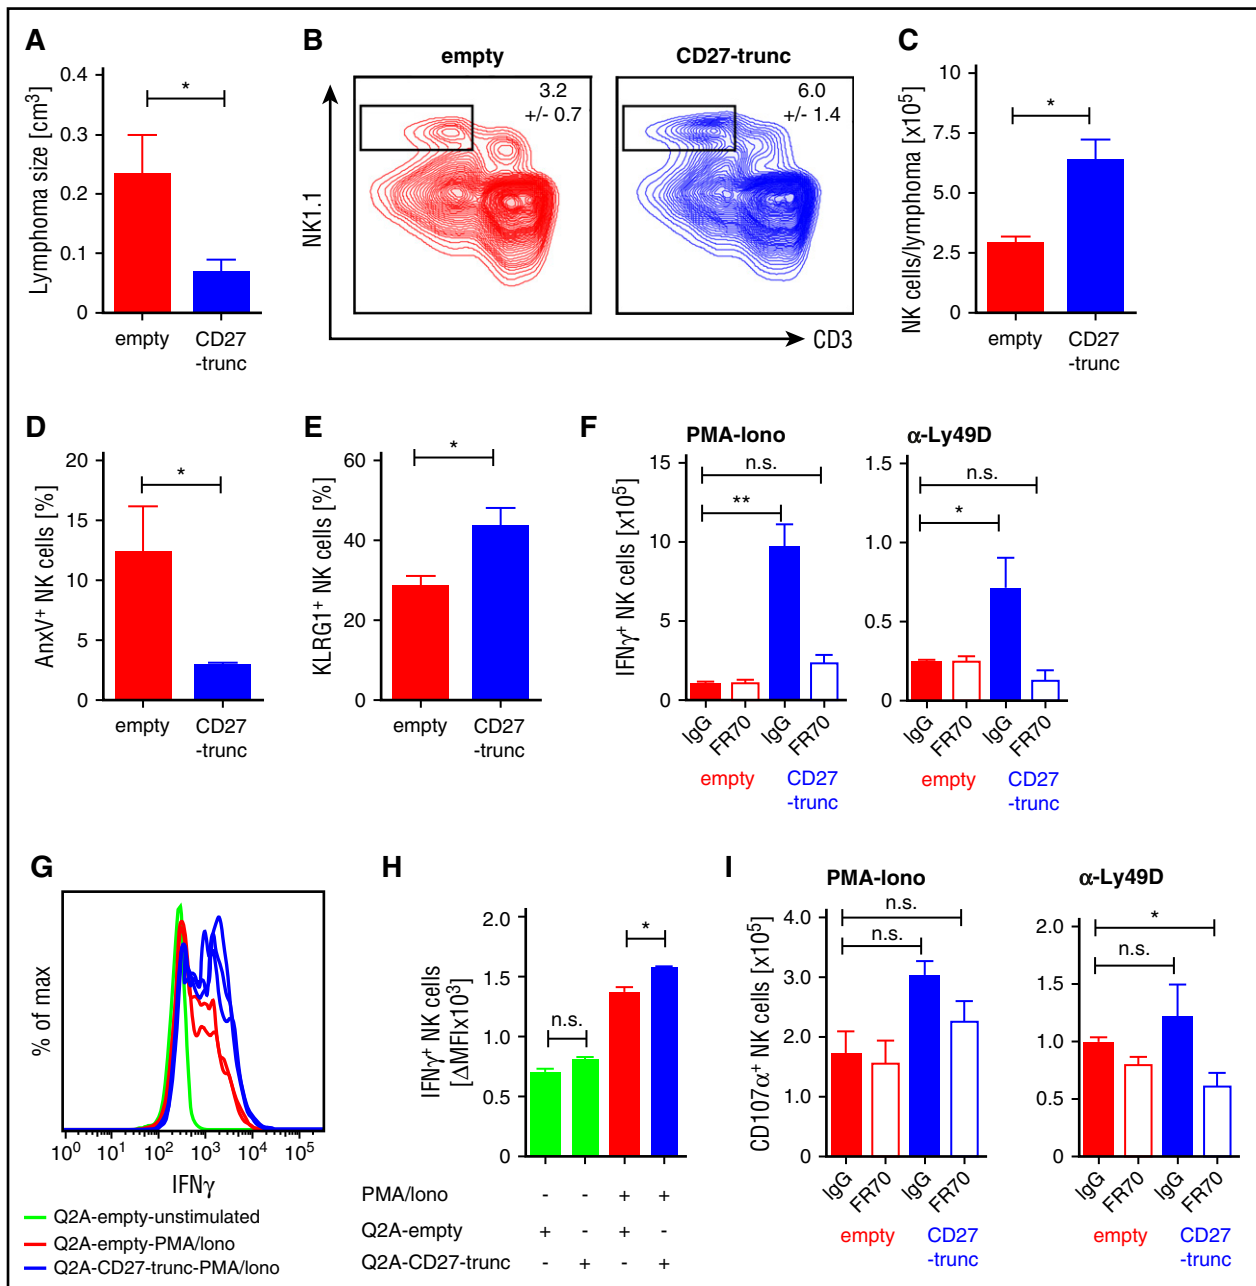 A
Lymphoma size [cm³]
0.4
0.3
0.2
0.1
0
*
empty
CD27
-trunc
B
empty
CD27-trunc
3.2
+/- 0.7
6.0
+/- 1.4
NK1.1
CD3
C
NK cells/lymphoma [x10⁵]
10
7.5
5.0
2.5
0
*
empty
CD27
-trunc
D
AnxV⁺ NK cells [%]
20
15
10
5
0
*
empty
CD27
-trunc
E
KLRG1⁺ NK cells [%]
60
40
20
0
*
empty
CD27
-trunc
F
PMA-Iono
IFNγ⁺ NK cells [x10⁵]
15
10
5
0
n.s.
**
IgG
FR70
IgG
FR70
empty
CD27
-trunc
α-Ly49D
1.5
1.0
0.5
0
n.s.
*
IgG
FR70
IgG
FR70
empty
CD27
-trunc
G
% of max
10⁰ 10¹ 10² 10³ 10⁴ 10⁵
IFNγ
Q2A-empty-unstimulated
Q2A-empty-PMA/Iono
Q2A-CD27-trunc-PMA/Iono
H
IFNγ⁺ NK cells
[ΔMFIx10³]
2.0
1.5
1.0
0.5
0
n.s.
*
PMA/Iono - - + +
Q2A-empty + - + -
Q2A-CD27-trunc - + - +
I
PMA-Iono
CD107α⁺ NK cells [x10⁵]
4.0
3.0
2.0
1.0
0
n.s.
n.s.
IgG
FR70
IgG
FR70
empty
CD27
-trunc
α-Ly49D
2.0
1.5
1.0
0.5
0
*
n.s.
IgG
FR70
IgG
FR70
empty
CD27
-trunc